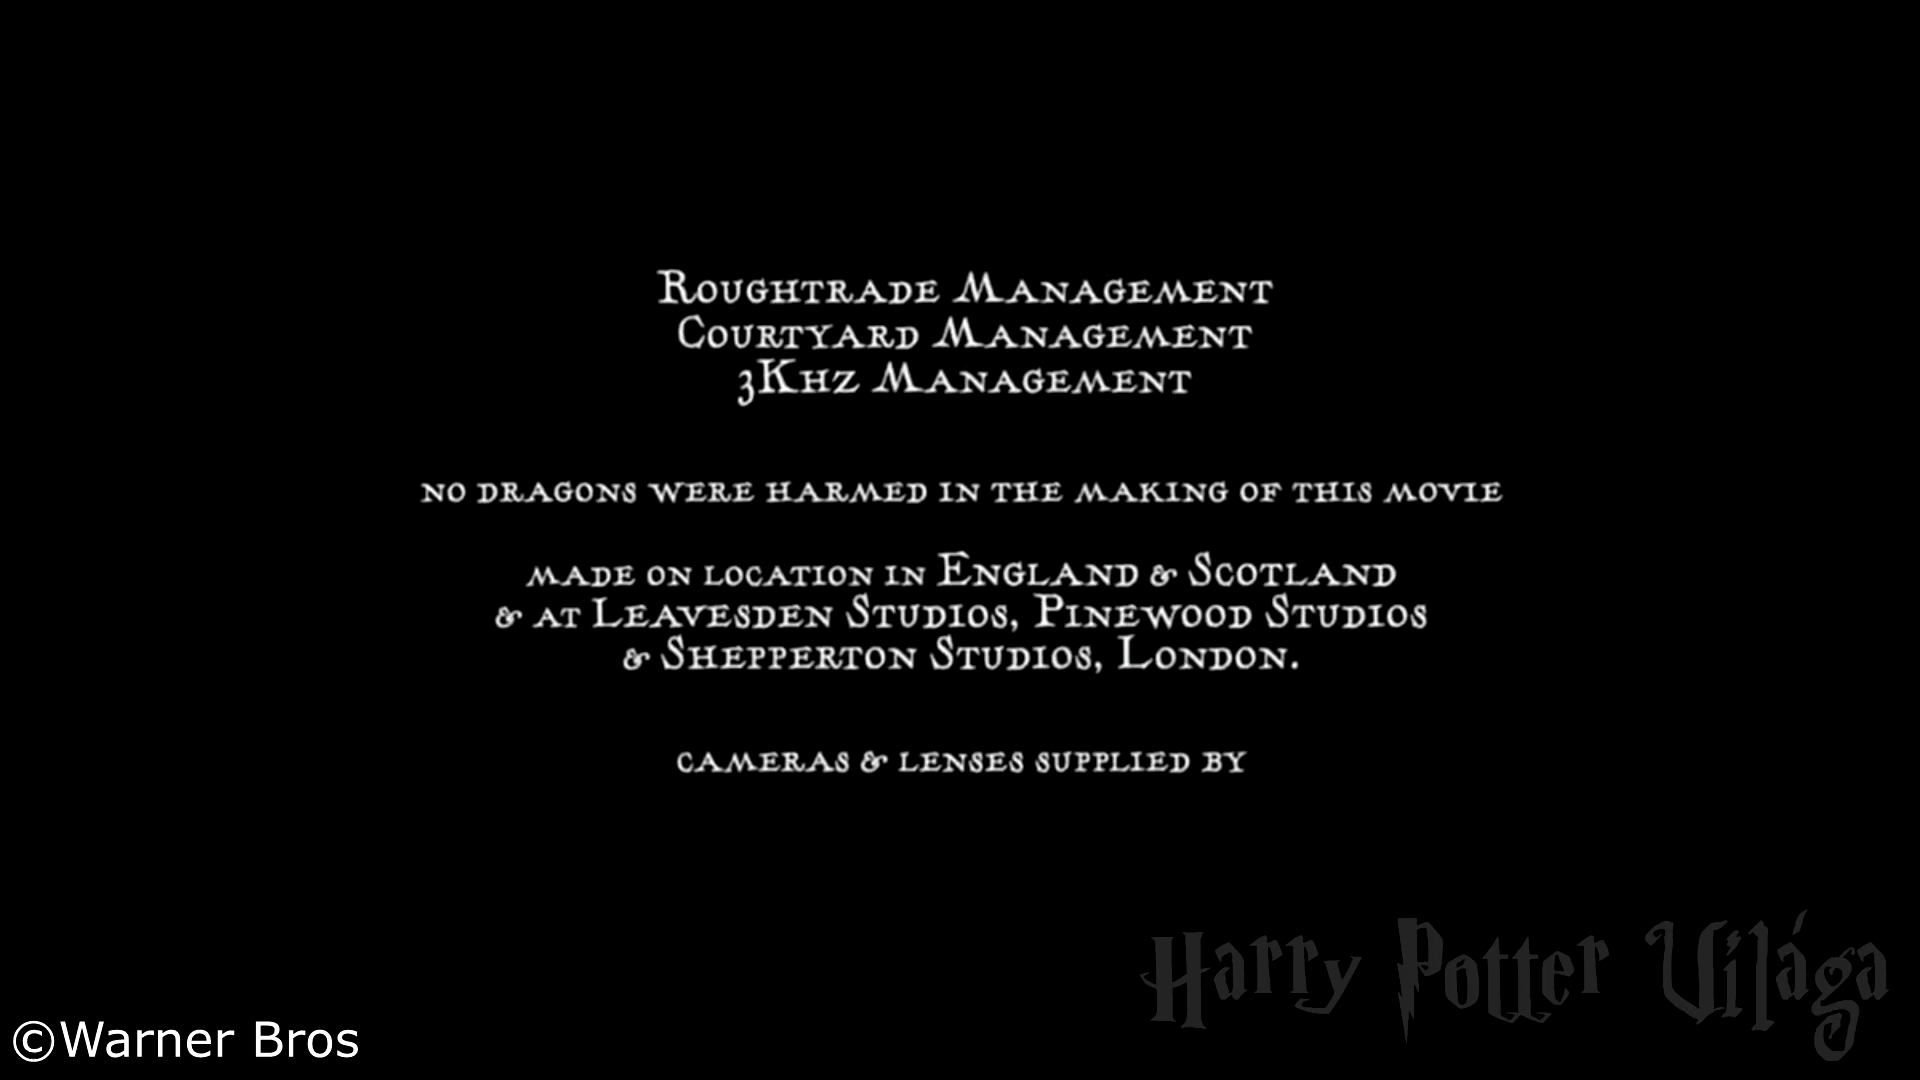 Roughtrade Management
Courtyard Management
3Khz Management
no dragons were harmed in the making of this movie
made on location in England & Scotland
& at Leavesden Studios, Pinewood Studios
& Shepperton Studios, London.
cameras & lenses supplied by
Harry Potter Világa
©Warner Bros